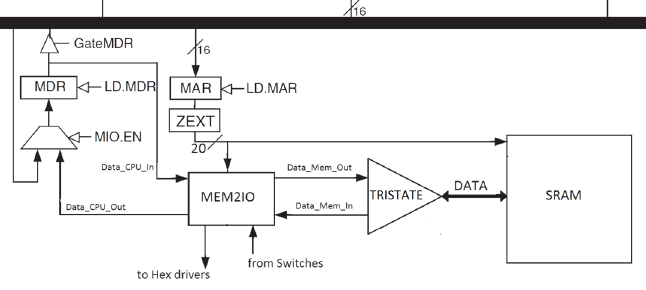 16
GateMDR
16
MDR
LD.MDR
MAR
LD.MAR
ZEXT
MIO.EN
20
Data_CPU_In
Data_Mem_Out
MEM2IO
TRISTATE
DATA
SRAM
Data_CPU_Out
Data_Mem_In
from Switches
to Hex drivers